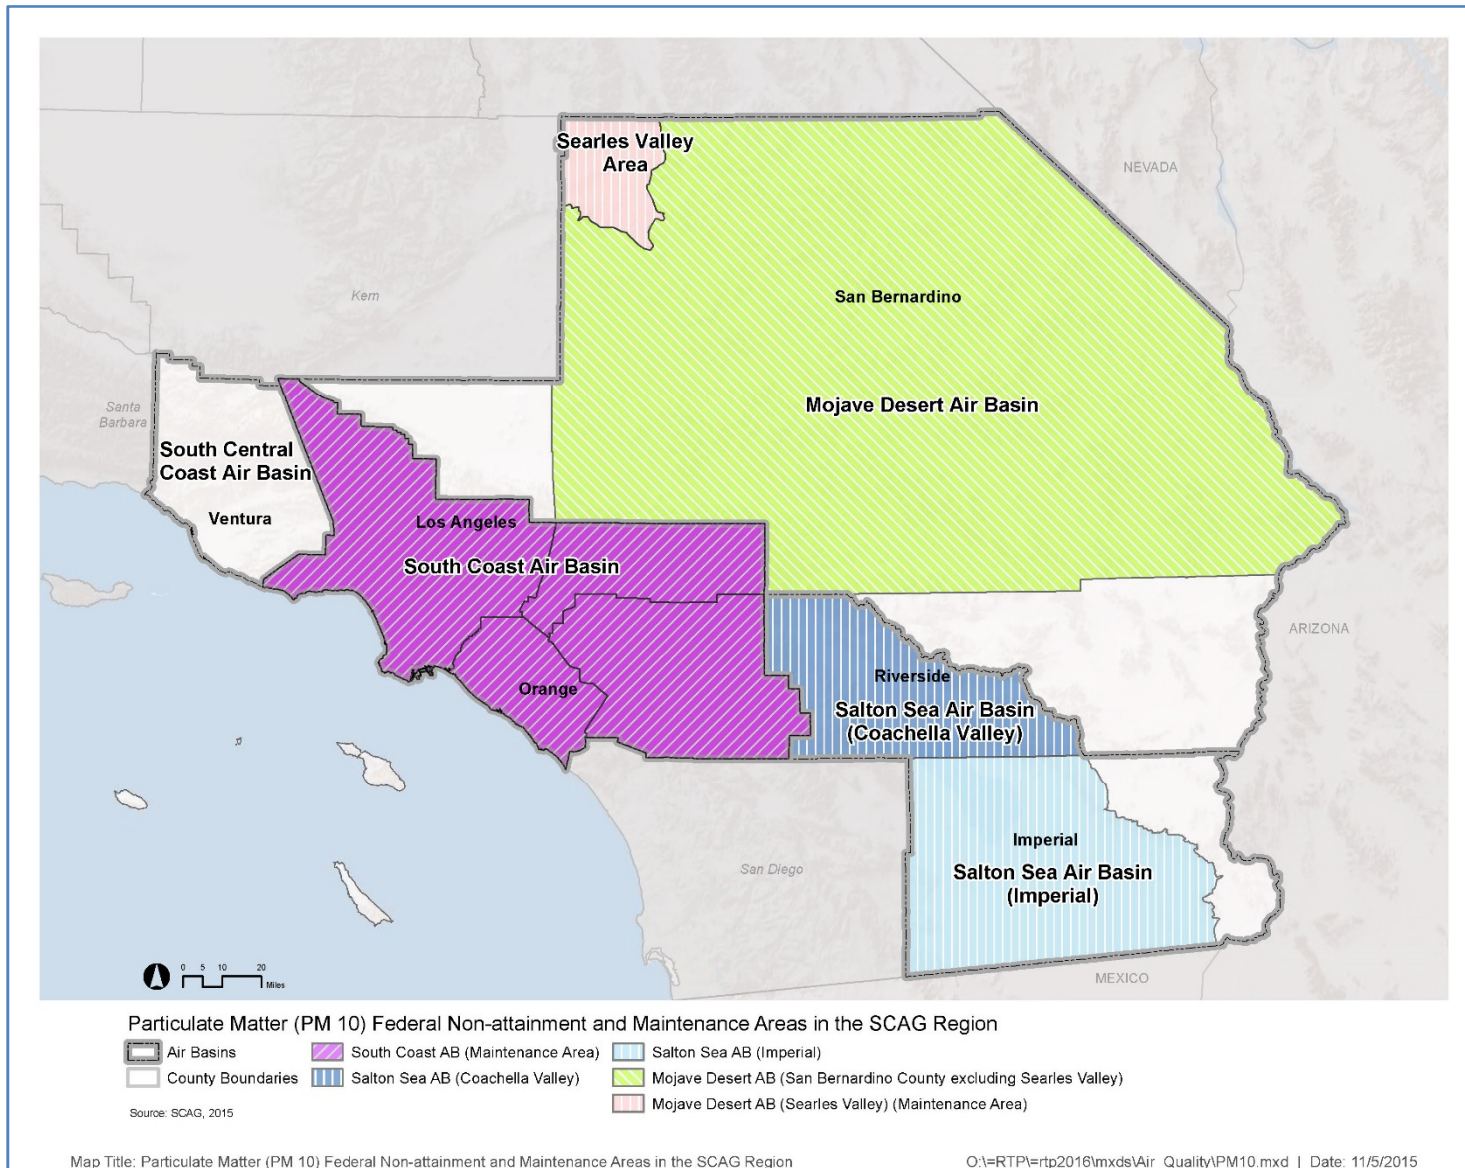 Searles Valley
Area
NEVADA
San Bernardino
Kern
Mojave Desert Air Basin
Santa
Barbara
South Central
Coast Air Basin
Ventura
Los Angeles
South Coast Air Basin
ARIZONA
Riverside
Orange
Salton Sea Air Basin
(Coachella Valley)
Imperial
San Diego
Salton Sea Air Basin
(Imperial)
MEXICO
0 5 10 20
Miles
Particulate Matter (PM 10) Federal Non-attainment and Maintenance Areas in the SCAG Region
Air Basins
South Coast AB (Maintenance Area)
Salton Sea AB (Imperial)
County Boundaries
Salton Sea AB (Coachella Valley)
Mojave Desert AB (San Bernardino County excluding Searles Valley)
Mojave Desert AB (Searles Valley) (Maintenance Area)
Source: SCAG, 2015
Map Title: Particulate Matter (PM 10) Federal Non-attainment and Maintenance Areas in the SCAG Region
O:\=RTP\=rtp2016\mxds\Air_Quality\PM10.mxd | Date: 11/5/2015